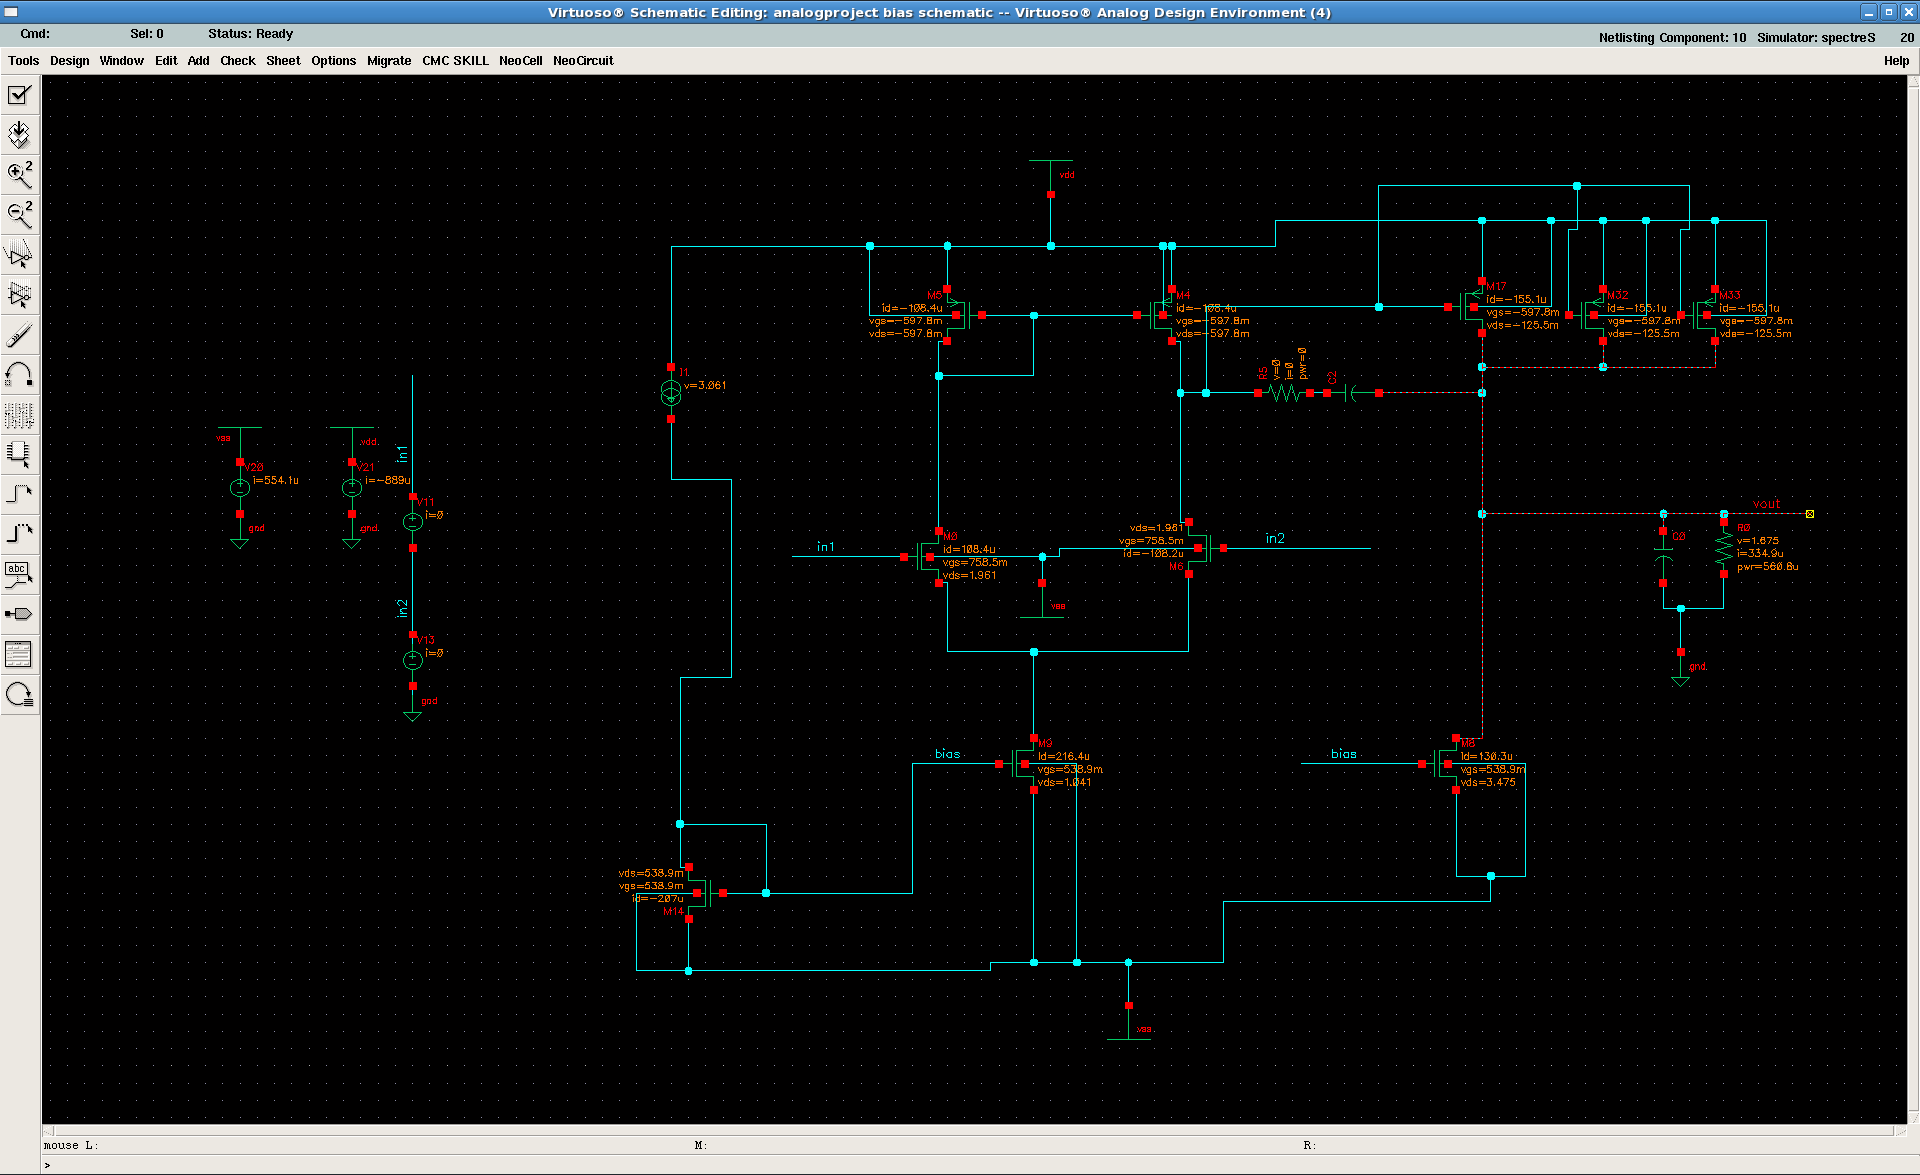 Virtuoso® Schematic Editing: analogproject bias schematic -- Virtuoso® Analog Design Environment (4)
Cmd: Sel: 0 Status: Ready Netlisting Component: 10 Simulator: spectreS 20
Tools Design Window Edit Add Check Sheet Options Migrate CMC SKILL NeoCell NeoCircuit Help
2
2
abc
vss
V20
i=554.1u
gnd
vdd
V21
i=-889u
gnd
in1
V11
i=0
in2
V13
i=0
gnd
vdd
I1
v=3.061
id=-108.4u
vgs=-597.8m
vds=-597.8m
M4
id=-108.4u
vgs=-597.8m
vds=-597.8m
M17
id=-155.1u
vgs=-597.8m
vds=-125.5m
M32
id=-155.1u
vgs=-597.8m
vds=-125.5m
M33
id=-155.1u
vgs=-597.8m
vds=-125.5m
R5
v=0
i=0
pwr=0
C2
in1
id=108.4u
vgs=758.5m
vds=1.961
vss
vds=1.961
vgs=758.5m
id=-108.2u
M6
in2
vout
C0
R0
v=1.675
i=334.9u
pwr=560.8u
gnd
bias
M9
id=216.4u
vgs=538.9m
vds=1.041
bias
M8
id=130.3u
vgs=538.9m
vds=3.475
vds=538.9m
vgs=538.9m
id=-207u
M14
vss
mouse L: M: R:
>